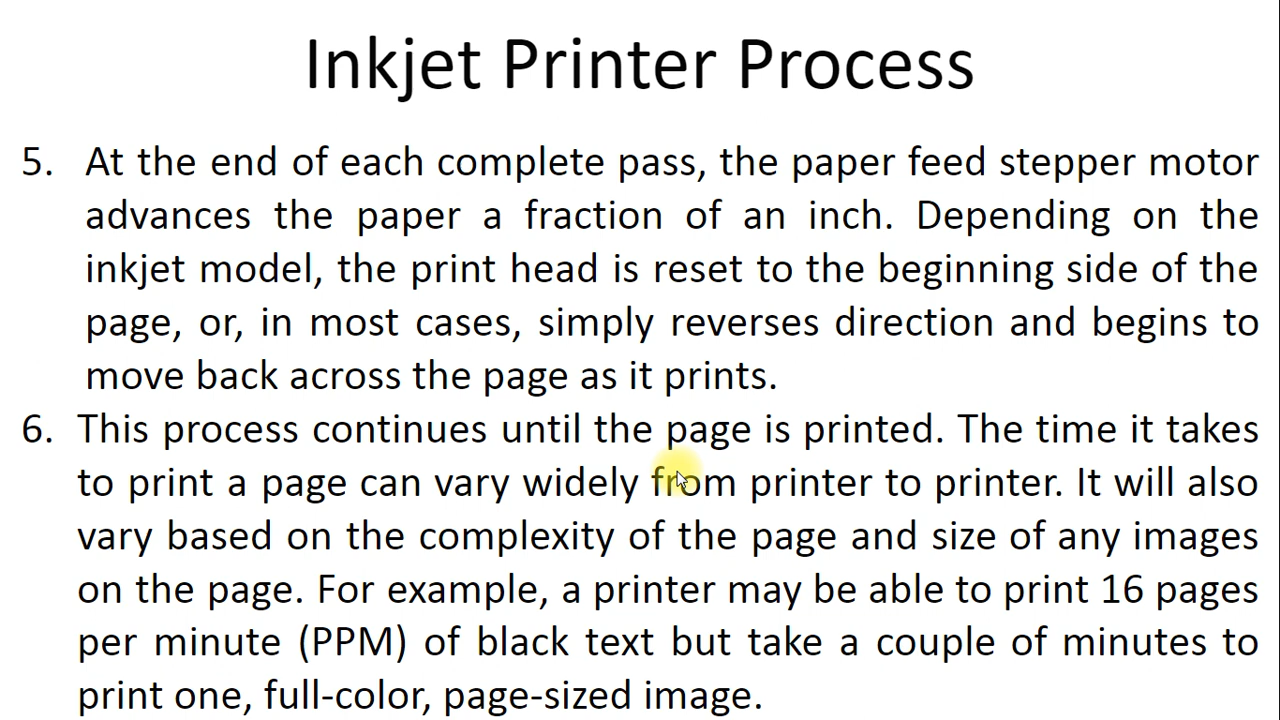 Inkjet Printer Process
5. At the end of each complete pass, the paper feed stepper motor
advances the paper a fraction of an inch. Depending on the
inkjet model, the print head is reset to the beginning side of the
page, or, in most cases, simply reverses direction and begins to
move back across the page as it prints.
6. This process continues until the page is printed. The time it takes
to print a page can vary widely from printer to printer. It will also
vary based on the complexity of the page and size of any images
on the page. For example, a printer may be able to print 16 pages
per minute (PPM) of black text but take a couple of minutes to
print one, full-color, page-sized image.